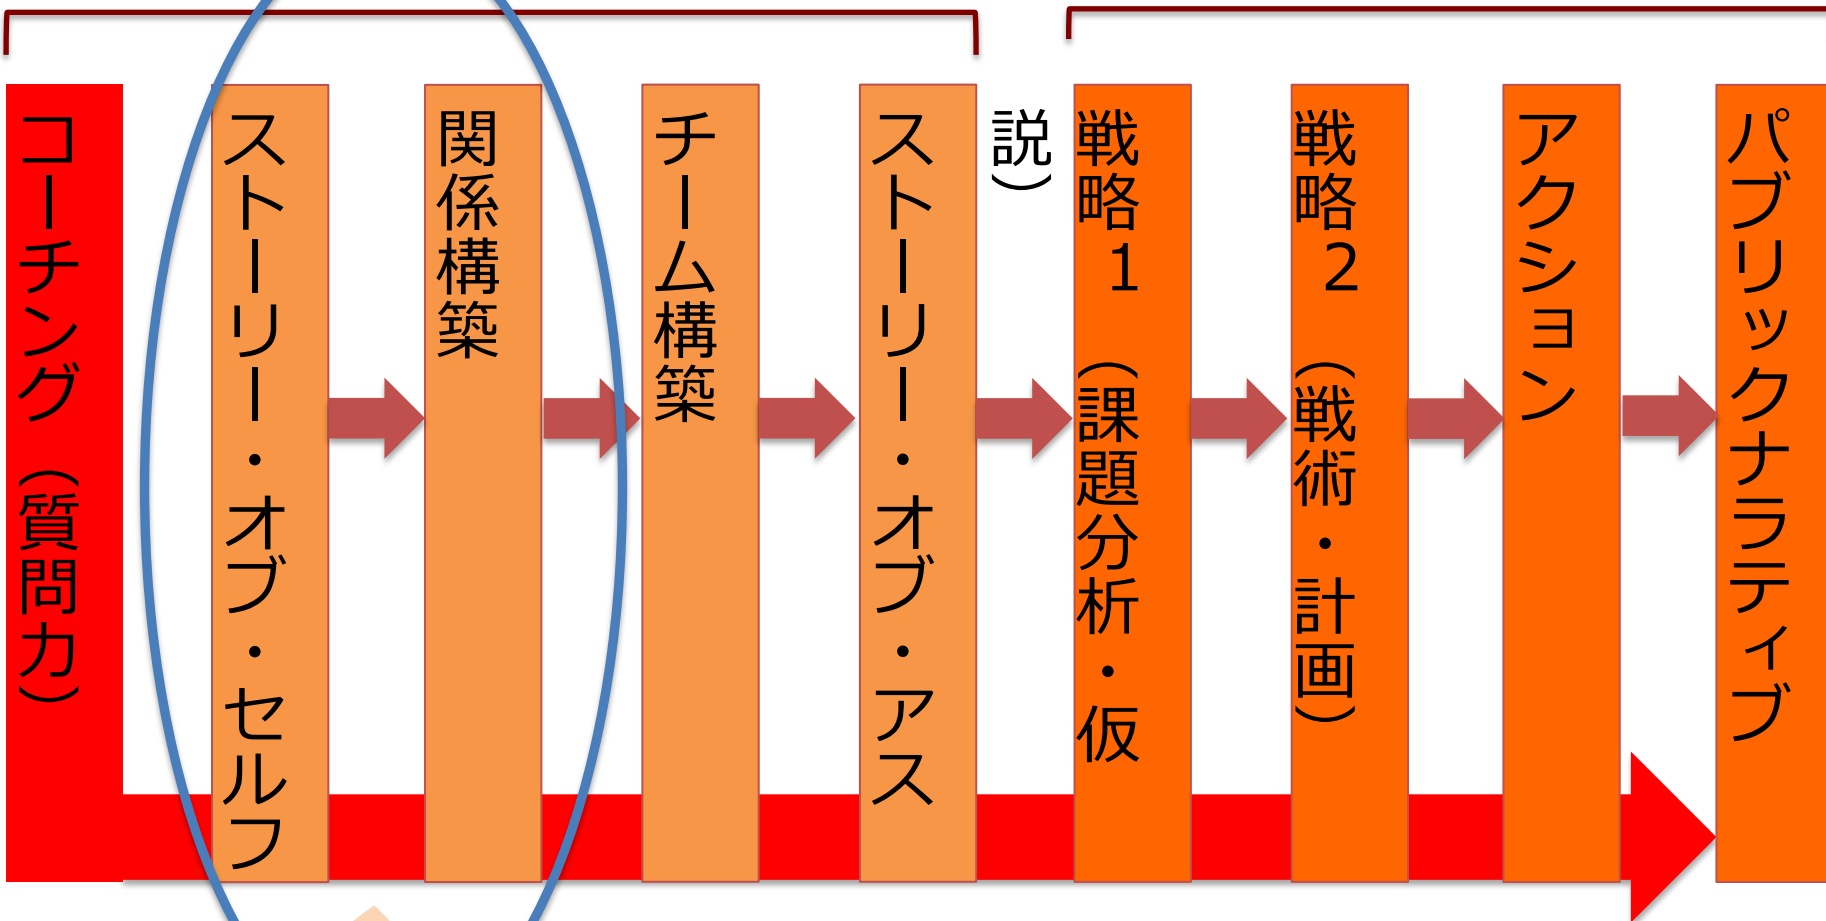 コーチング（質問力）
ストーリー・オブ・セルフ
関係構築
チーム構築
ストーリー・オブ・アス
戦略１　（課題分析・仮
説）
戦略２　（戦術・計画）
アクション
パブリックナラティブ